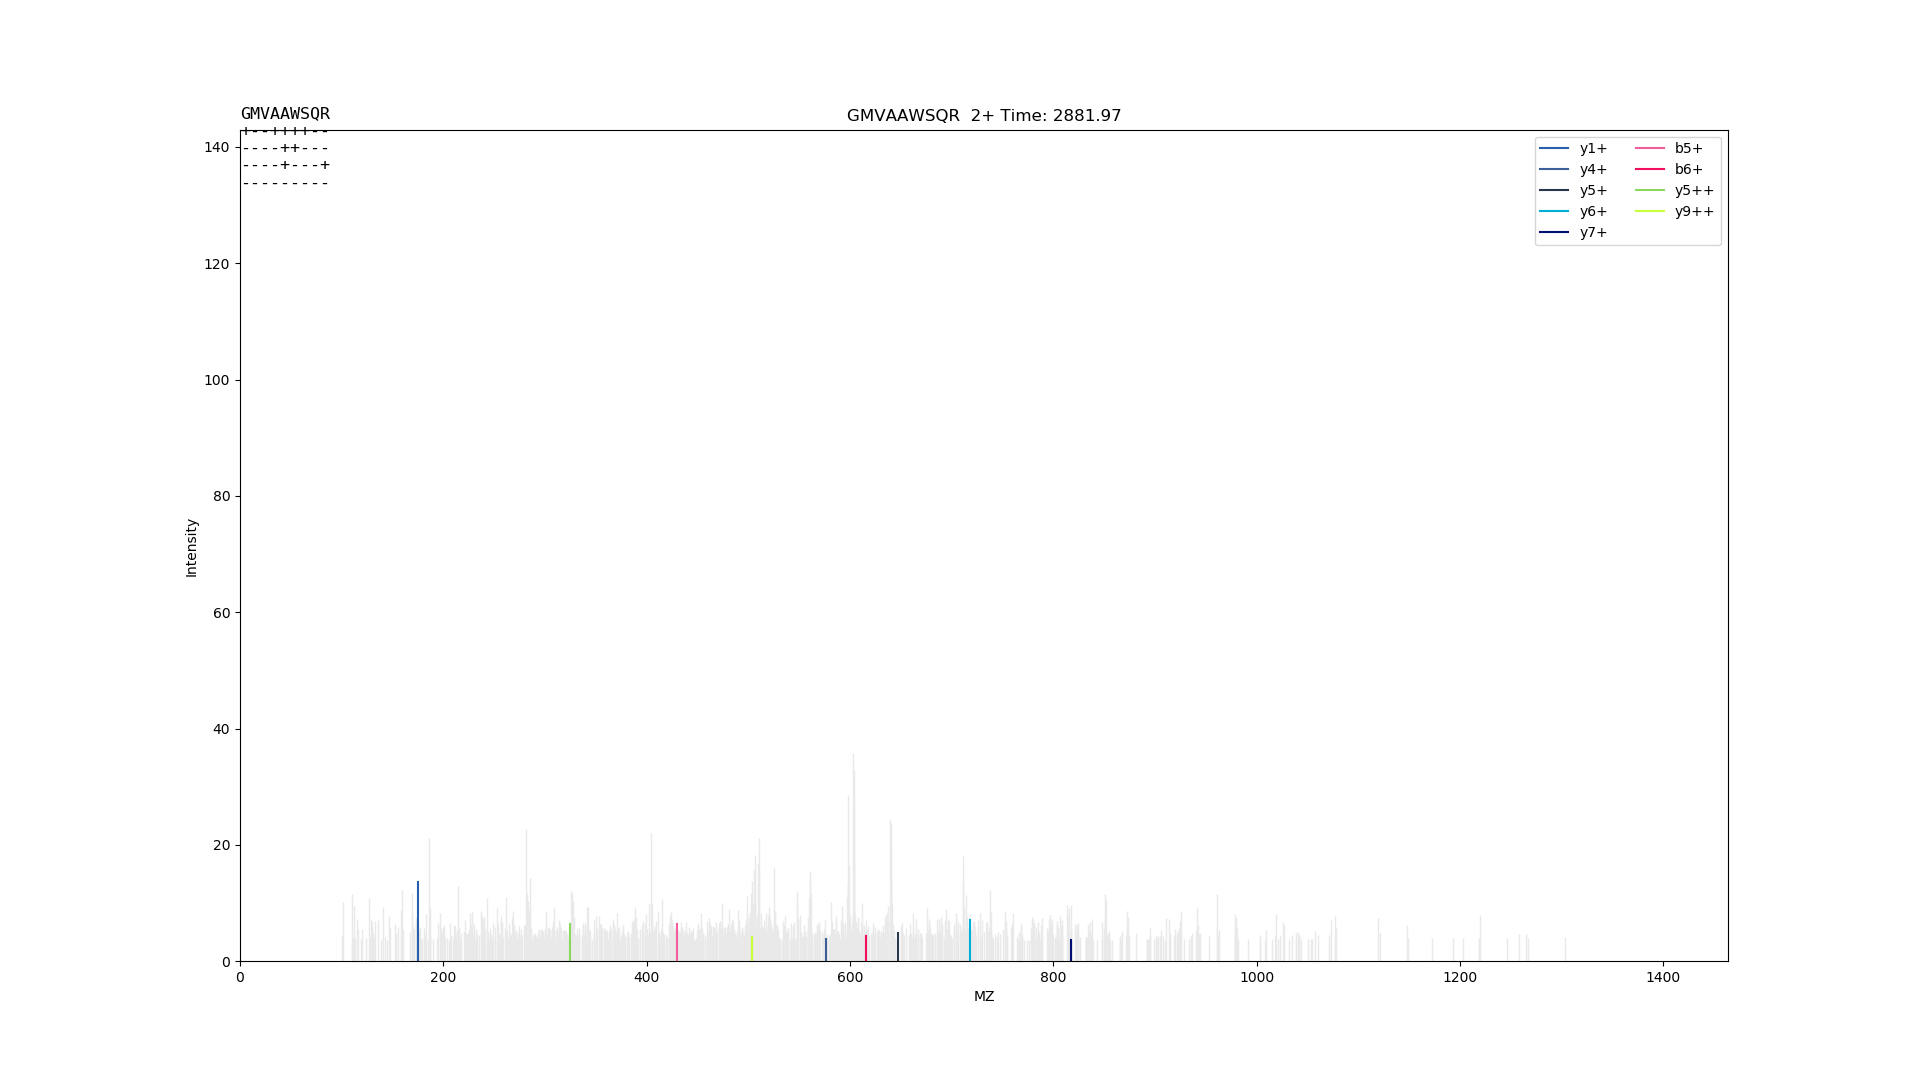 GMVAAWSQR
+--++++--
----++---
----+---+
---------
GMVAAWSQR  2+ Time: 2881.97
y1+
y4+
y5+
y6+
y7+
b5+
b6+
y5++
y9++
140
120
100
80
60
40
20
0
Intensity
0 200 400 600 800 1000 1200 1400
MZ